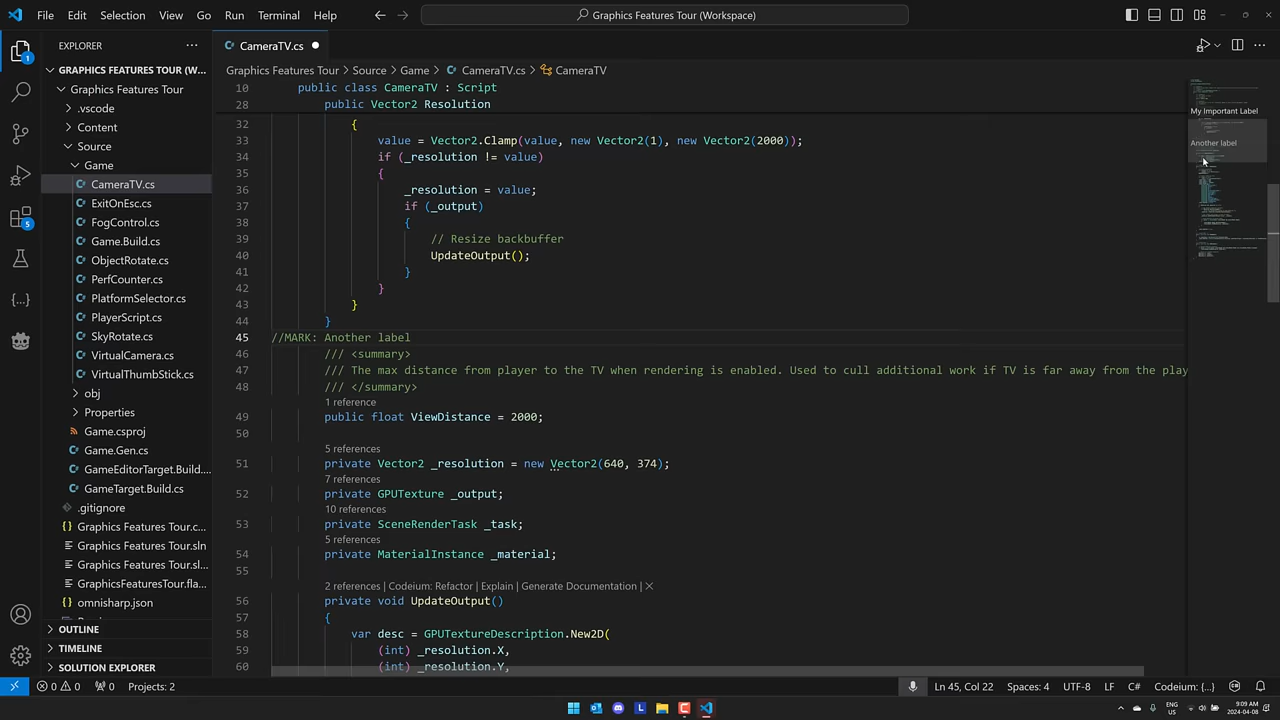 File Edit Selection View Go Run Terminal Help
Graphics Features Tour (Workspace)
EXPLORER
CameraTV.cs
GRAPHICS FEATURES TOUR (W...
Graphics Features Tour > Source > Game > CameraTV.cs > CameraTV
Graphics Features Tour
.vscode
Content
Source
Game
CameraTV.cs
ExitOnEsc.cs
FogControl.cs
Game.Build.cs
ObjectRotate.cs
PerfCounter.cs
PlatformSelector.cs
PlayerScript.cs
SkyRotate.cs
VirtualCamera.cs
VirtualThumbStick.cs
obj
Properties
Game.csproj
Game.Gen.cs
GameEditorTarget.Build....
GameTarget.Build.cs
.gitignore
Graphics Features Tour.c...
Graphics Features Tour.sln
Graphics Features Tour.sl...
GraphicsFeaturesTour.fla...
omnisharp.json
OUTLINE
TIMELINE
SOLUTION EXPLORER
10 public class CameraTV : Script
28 public Vector2 Resolution
32 {
33 value = Vector2.Clamp(value, new Vector2(1), new Vector2(2000));
34 if (_resolution != value)
35 {
36 _resolution = value;
37 if (_output)
38 {
39 // Resize backbuffer
40 UpdateOutput();
41 }
42 }
43 }
44 }
45 //MARK: Another label
46 /// <summary>
47 /// The max distance from player to the TV when rendering is enabled. Used to cull additional work if TV is far away from the play
48 /// </summary>
1 reference
49 public float ViewDistance = 2000;
50
5 references
51 private Vector2 _resolution = new Vector2(640, 374);
7 references
52 private GPUTexture _output;
10 references
53 private SceneRenderTask _task;
5 references
54 private MaterialInstance _material;
55
2 references | Codeium: Refactor | Explain | Generate Documentation | ✕
56 private void UpdateOutput()
57 {
58 var desc = GPUTextureDescription.New2D(
59 (int) _resolution.X,
60 (int) _resolution.Y,
My Important Label
Another label
1
5
0 0 0 Projects: 2
Ln 45, Col 22 Spaces: 4 UTF-8 LF C# Codeium: {...}
ENG
US
9:09 AM
2024-04-08